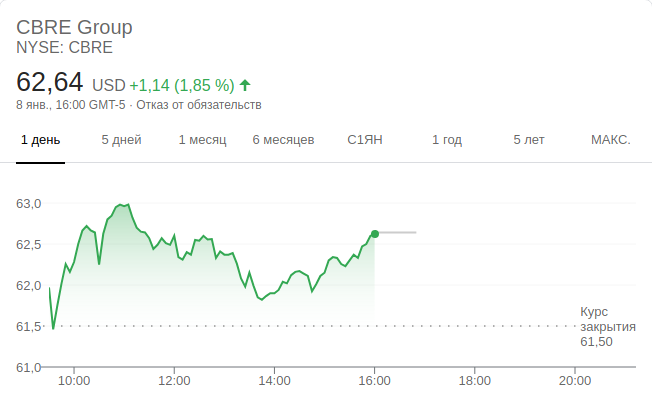 CBRE Group
NYSE: CBRE
62,64 USD +1,14 (1,85 %)
8 янв., 16:00 GMT-5 · Отказ от обязательств
1 день 5 дней 1 месяц 6 месяцев С1ЯН 1 год 5 лет МАКС.
63,0
62,5
62,0
Курс
61,5 закрытия
61,50
61,0
10:00 12:00 14:00 16:00 18:00 20:00